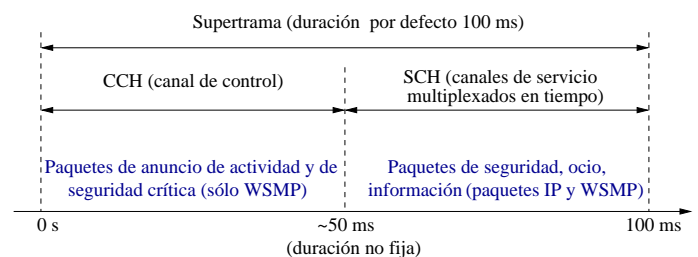 Supertrama (duración por defecto 100 ms)
CCH (canal de control)
SCH (canales de servicio
multiplexados en tiempo)
Paquetes de anuncio de actividad y de
seguridad crítica (sólo WSMP)
Paquetes de seguridad, ocio,
información (paquetes IP y WSMP)
0 s
~50 ms
100 ms
(duración no fija)